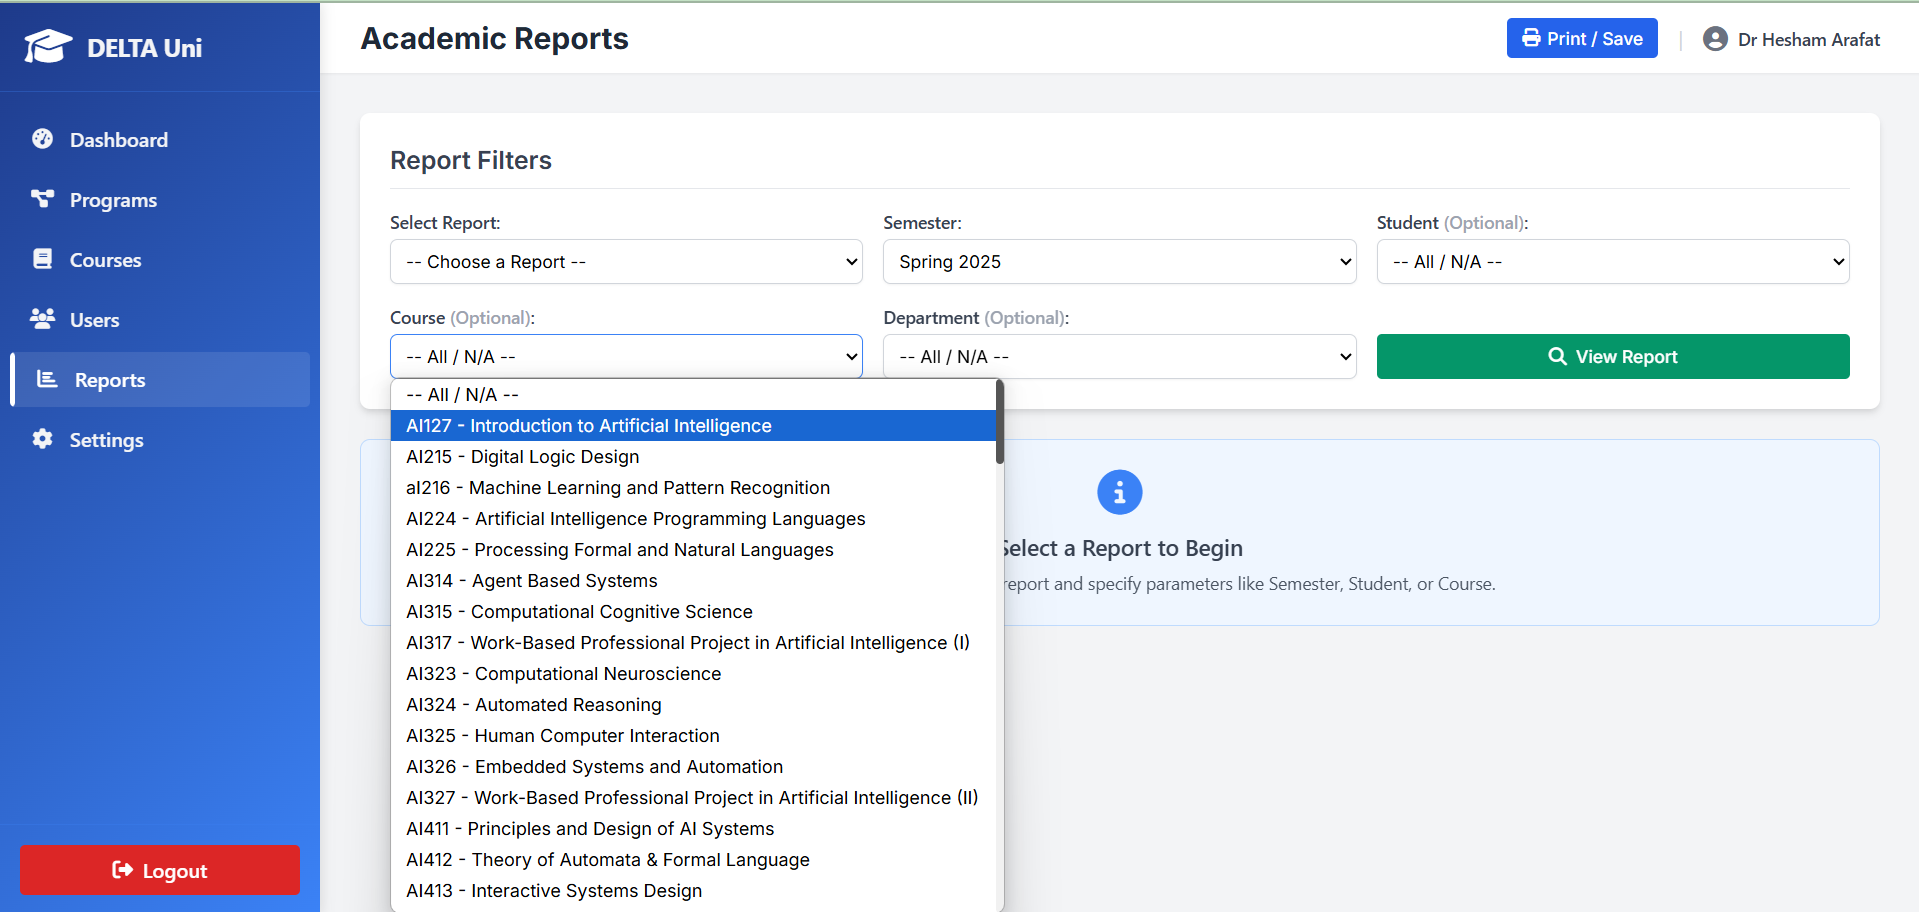 DELTA Uni
Dashboard
Programs
Courses
Users
Reports
Settings
Logout
Academic Reports
Print / Save
Dr Hesham Arafat
Report Filters
Select Report:
-- Choose a Report --
Semester:
Spring 2025
Student (Optional):
-- All / N/A --
Course (Optional):
-- All / N/A --
Department (Optional):
-- All / N/A --
View Report
-- All / N/A --
AI127 - Introduction to Artificial Intelligence
AI215 - Digital Logic Design
aI216 - Machine Learning and Pattern Recognition
AI224 - Artificial Intelligence Programming Languages
AI225 - Processing Formal and Natural Languages
AI314 - Agent Based Systems
AI315 - Computational Cognitive Science
AI317 - Work-Based Professional Project in Artificial Intelligence (I)
AI323 - Computational Neuroscience
AI324 - Automated Reasoning
AI325 - Human Computer Interaction
AI326 - Embedded Systems and Automation
AI327 - Work-Based Professional Project in Artificial Intelligence (II)
AI411 - Principles and Design of AI Systems
AI412 - Theory of Automata & Formal Language
AI413 - Interactive Systems Design
Select a Report to Begin
report and specify parameters like Semester, Student, or Course.